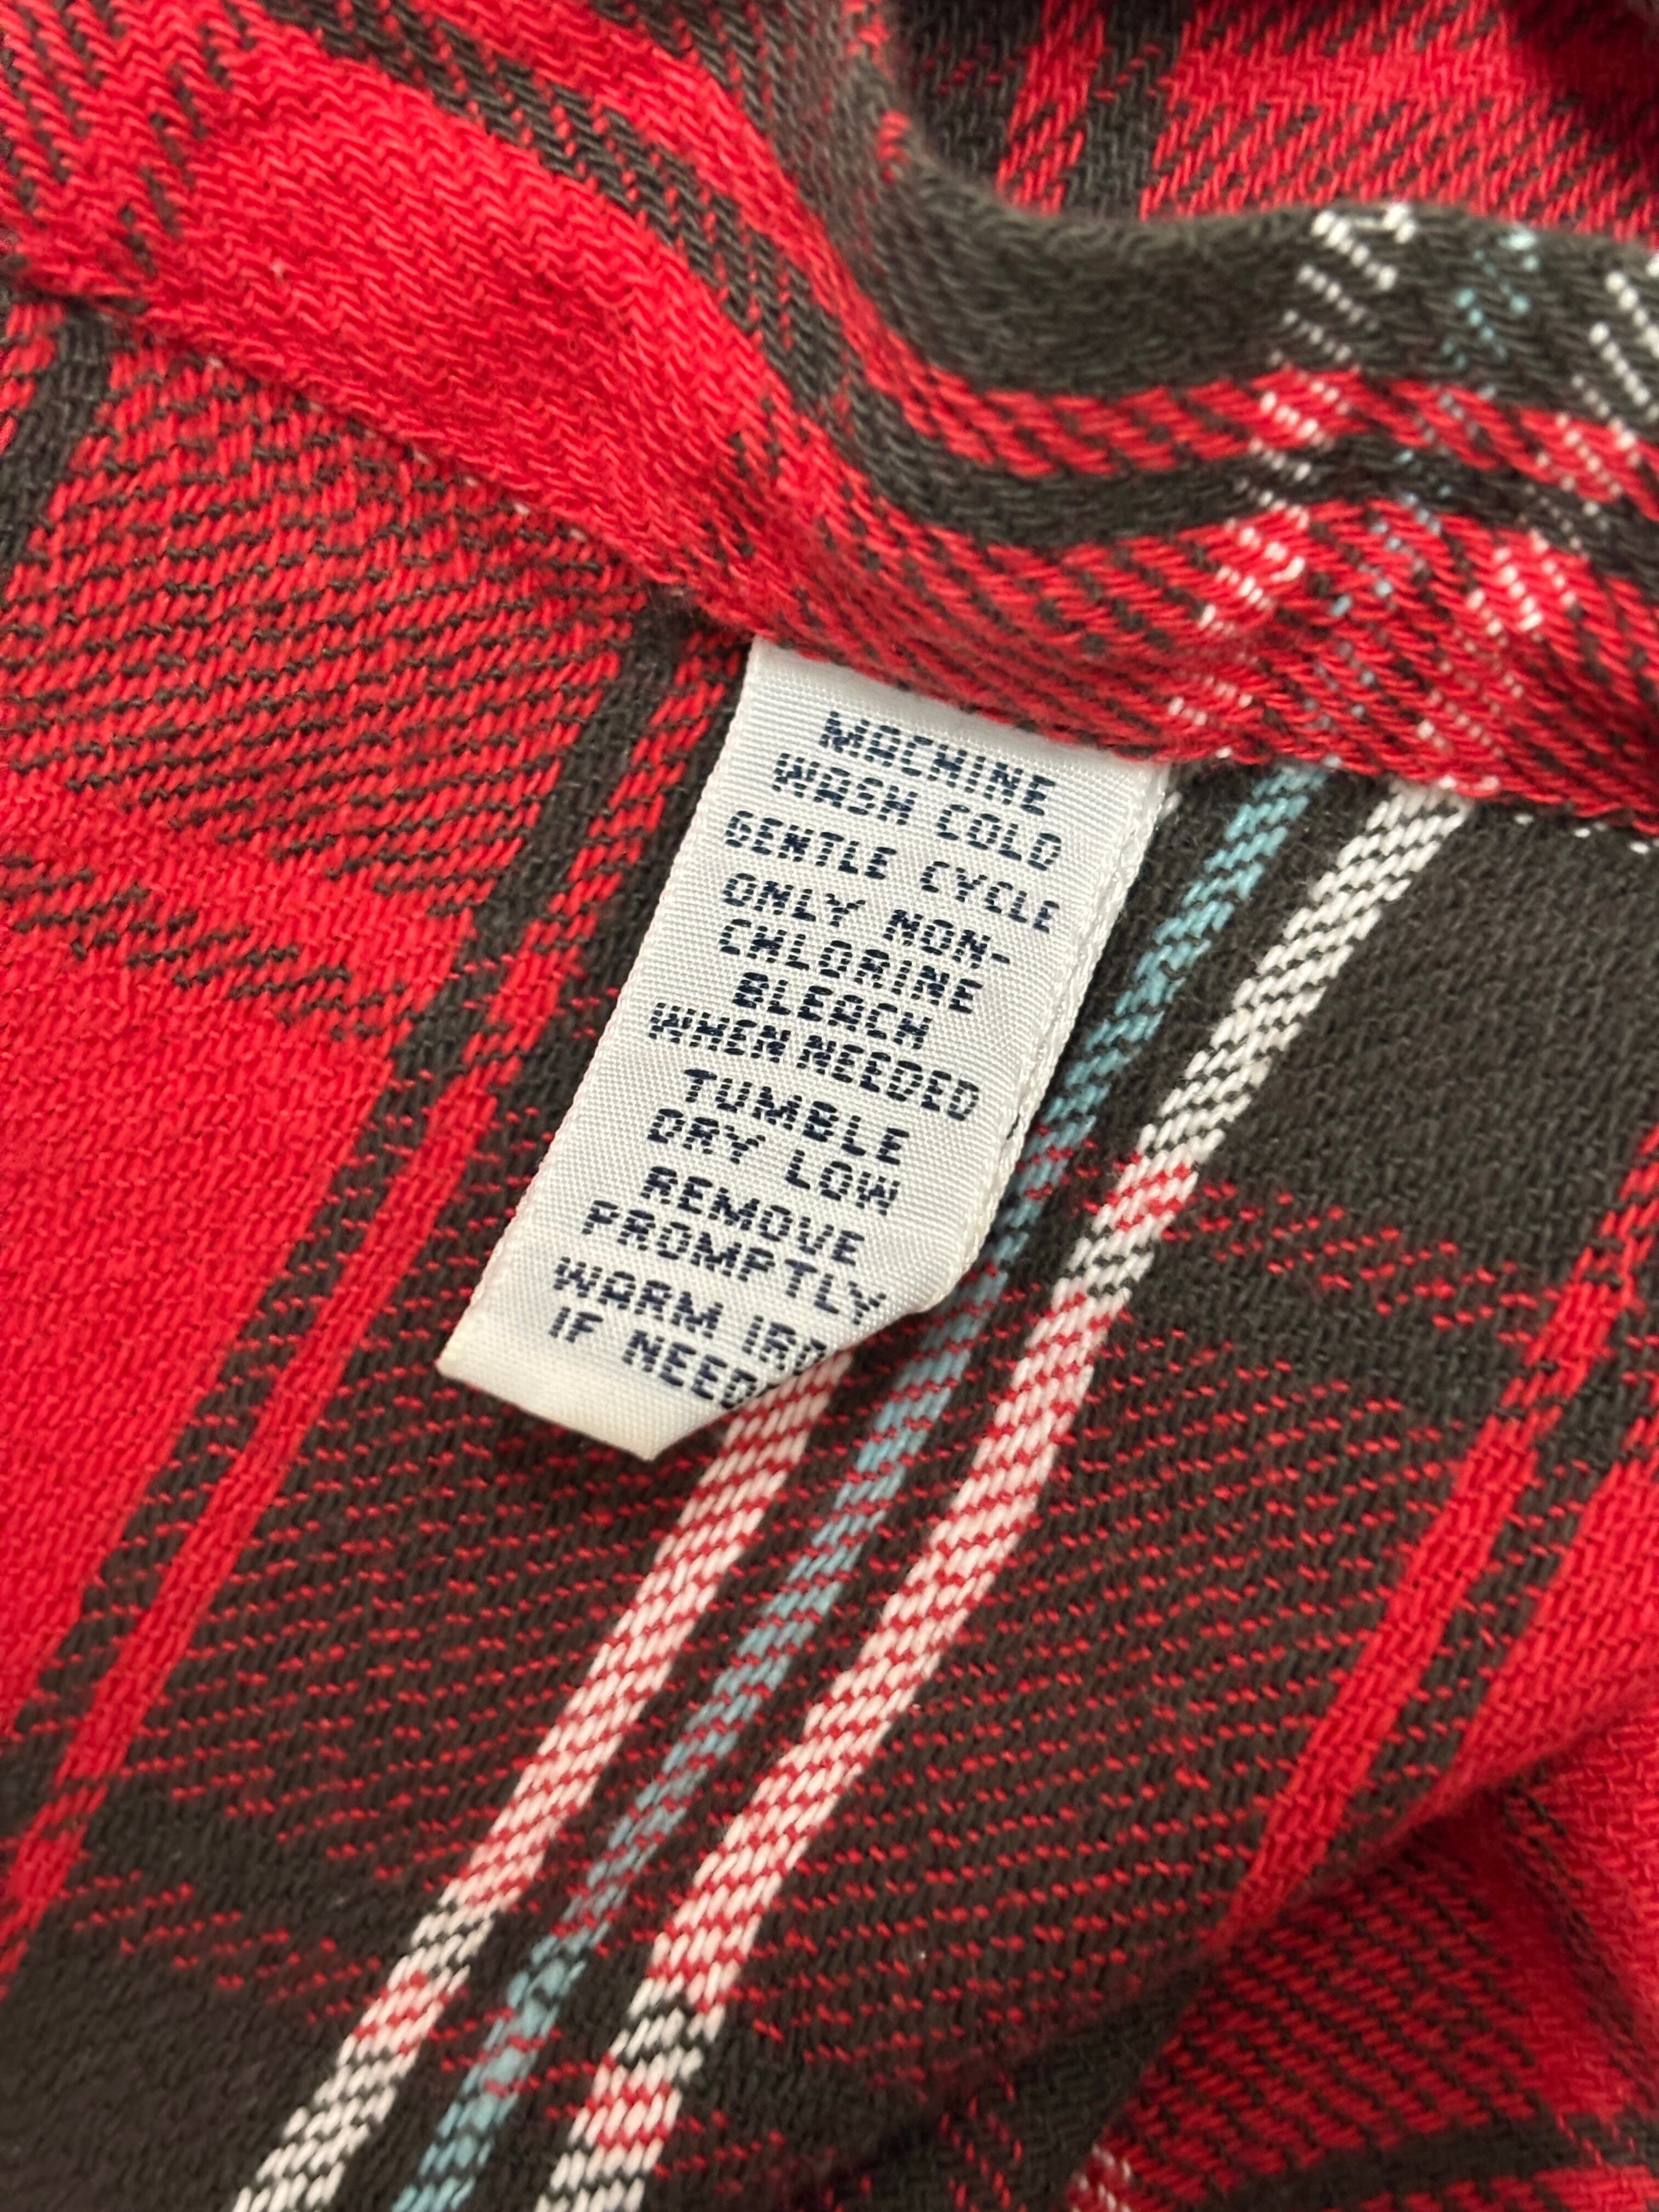 MACHINE
WASH COLD
GENTLE CYCLE
ONLY NON-
CHLORINE
BLEACH
WHEN NEEDED
TUMBLE
DRY LOW
REMOVE
PROMPTLY
WARM
IF